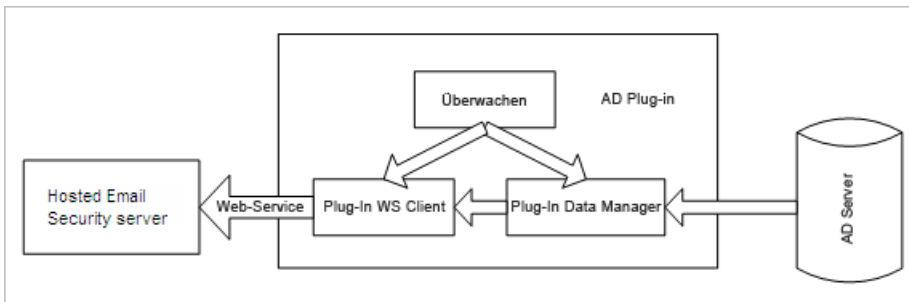 Überwachen
AD Plug-in
Hosted Email
Security server
Web-Service
Plug-In WS Client
Plug-In Data Manager
AD Server